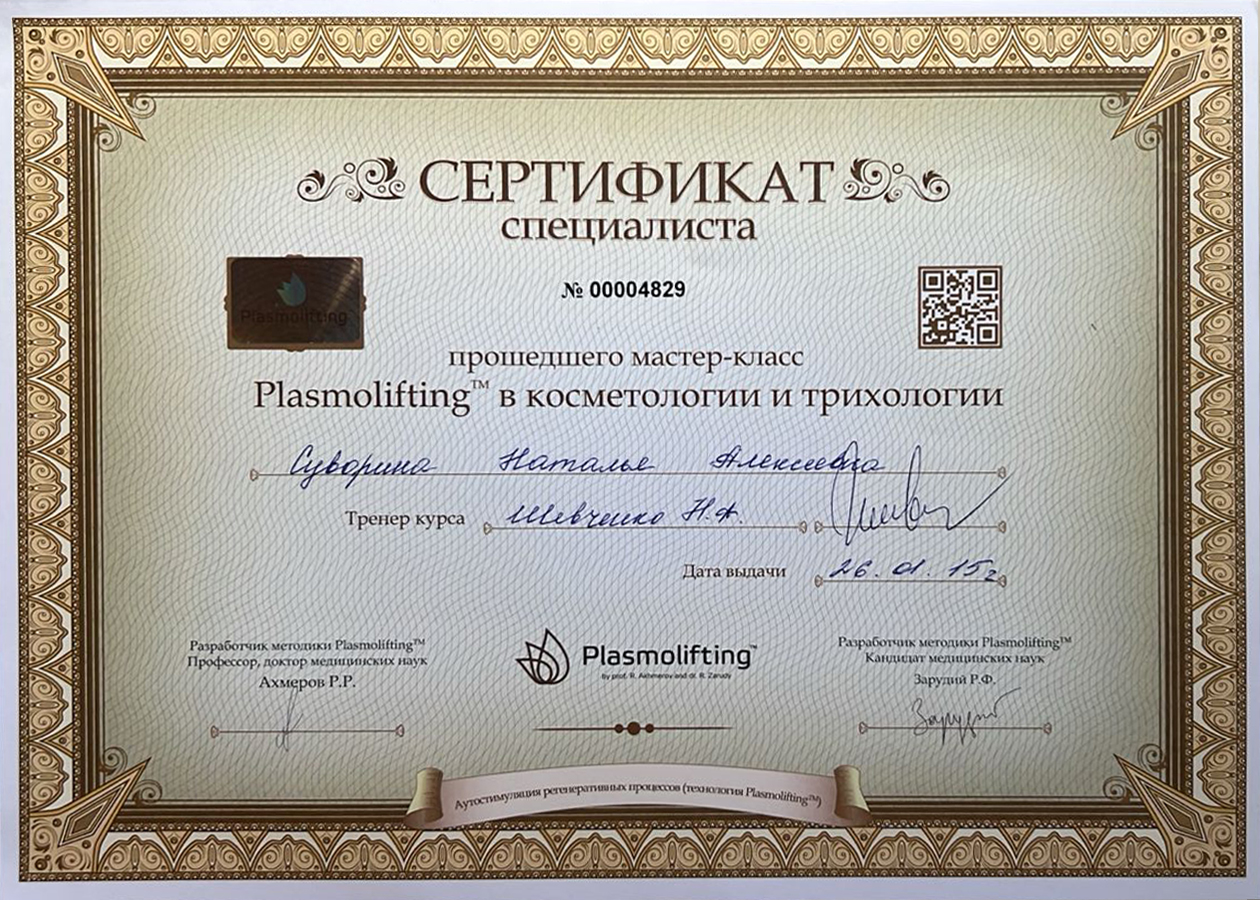 СЕРТИФИКАТ
специалиста
№ 00004829
Plasmolifting
прошедшего мастер-класс
Plasmolifting™ в косметологии и трихологии
Суворина Наталье Алексеевна
Тренер курса Шевченко Н.Ф.
Дата выдачи 26.01.15г
Разработчик методики Plasmolifting™
Профессор, доктор медицинских наук
Ахмеров Р.Р.
Plasmolifting™
by prof. R. Akhmerov and dr. R. Zarudy
Разработчик методики Plasmolifting™
Кандидат медицинских наук
Зарудий Р.Ф.
Аутостимуляция регенеративных процессов (технология Plasmolifting™)